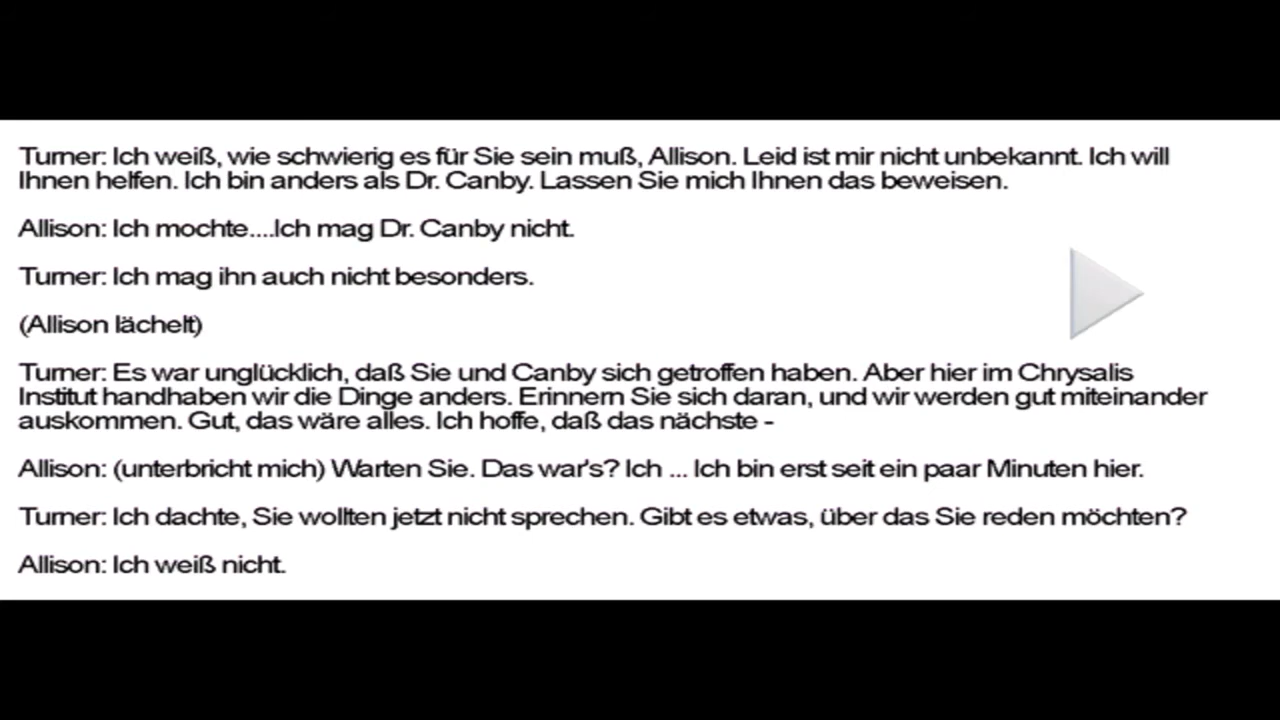 Turner: Ich weiß, wie schwierig es für Sie sein muß, Allison. Leid ist mir nicht unbekannt. Ich will
Ihnen helfen. Ich bin anders als Dr. Canby. Lassen Sie mich Ihnen das beweisen.
Allison: Ich mochte....Ich mag Dr. Canby nicht.
Turner: Ich mag ihn auch nicht besonders.
(Allison lächelt)
Turner: Es war unglücklich, daß Sie und Canby sich getroffen haben. Aber hier im Chrysalis
Institut handhaben wir die Dinge anders. Erinnern Sie sich daran, und wir werden gut miteinander
auskommen. Gut, das wäre alles. Ich hoffe, daß das nächste -
Allison: (unterbricht mich) Warten Sie. Das war's? Ich ... Ich bin erst seit ein paar Minuten hier.
Turner: Ich dachte, Sie wollten jetzt nicht sprechen. Gibt es etwas, über das Sie reden möchten?
Allison: Ich weiß nicht.